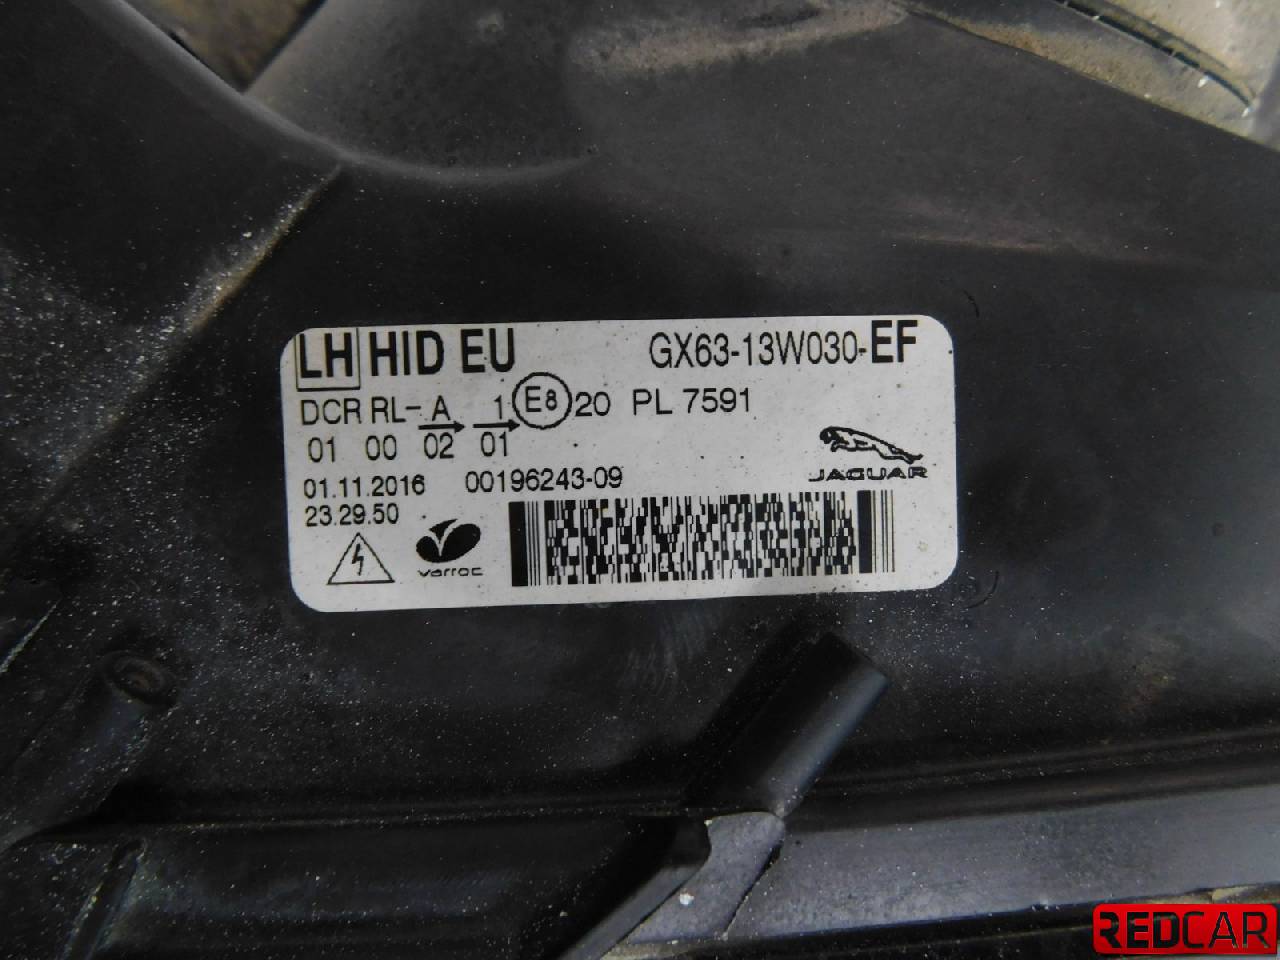 LH HID EU GX63-13W030-EF
DCR RL- A 1 E8 20 PL 7591
01 00 02 01
JAGUAR
01.11.2016 00196243-09
23.29.50
varroc
REDCAR